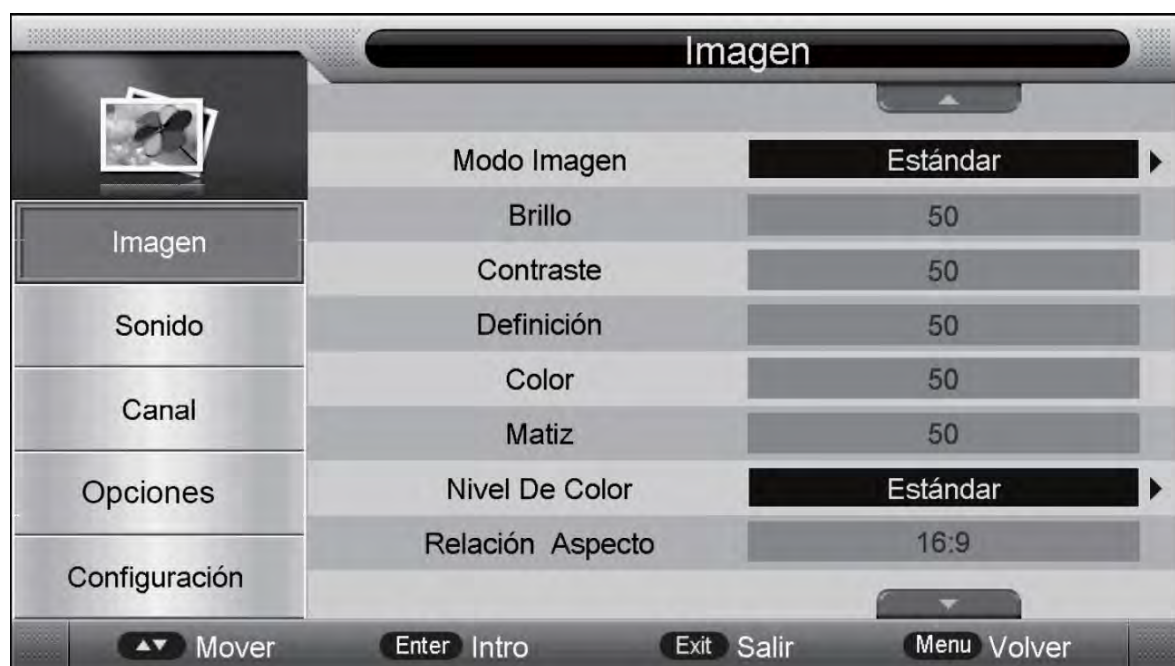 Imagen
Imagen
Sonido
Canal
Opciones
Configuración
Modo Imagen Estándar
Brillo 50
Contraste 50
Definición 50
Color 50
Matiz 50
Nivel De Color Estándar
Relación Aspecto 16:9
Mover Enter Intro Exit Salir Menu Volver